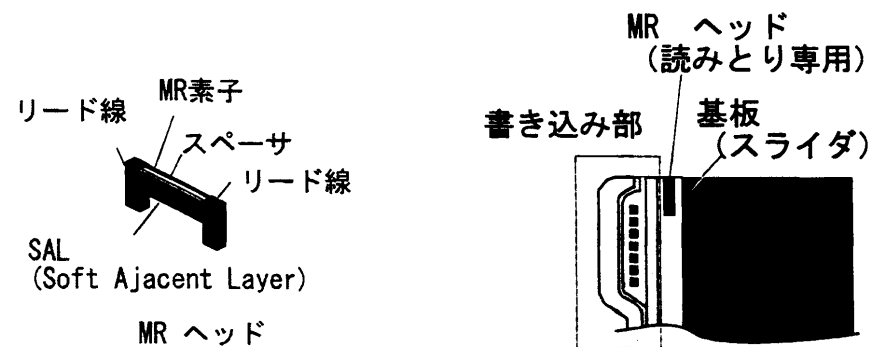 リード線
MR素子
スペーサ
リード線
SAL
(Soft Ajacent Layer)
MR ヘッド
MR ヘッド
(読みとり専用)
書き込み部
基板
(スライダ)